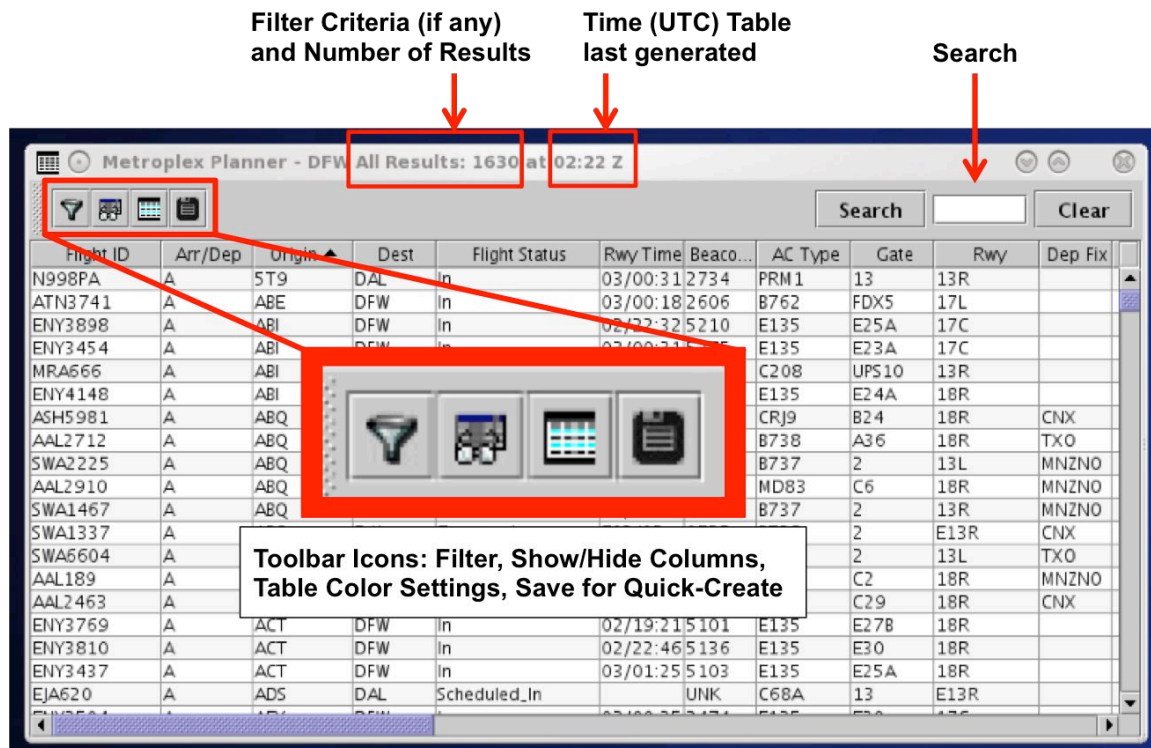 Filter Criteria (if any)
and Number of Results
Time (UTC) Table
last generated
Search
Metroplex Planner - DFW All Results: 1630 at 02:22 Z
Search Clear
Flight ID Arr/Dep Origin Dest Flight Status Rwy Time Beaco... AC Type Gate Rwy Dep Fix
N998PA A 5T9 DAL In 03/00:31 2734 PRM1 13 13R
ATN3741 A ABE DFW In 03/00:18 2606 B762 FDX5 17L
ENY3898 A ABI DFW In 02/22:32 5210 E135 E25A 17C
ENY3454 A ABI DFW In E135 E23A 17C
MRA666 A ABI C208 UPS10 13R
ENY4148 A ABI E135 E24A 18R
ASH5981 A ABQ CRJ9 B24 18R CNX
AAL2712 A ABQ B738 A36 18R TXO
SWA2225 A ABQ B737 2 13L MNZNO
AAL2910 A ABQ MD83 C6 18R MNZNO
SWA1467 A ABQ B737 2 13R MNZNO
SWA1337 A 2 E13R CNX
SWA6604 A 2 13L TXO
AAL189 A C2 18R MNZNO
AAL2463 A C29 18R CNX
Toolbar Icons: Filter, Show/Hide Columns,
Table Color Settings, Save for Quick-Create
ENY3769 A ACT DFW In 02/19:21 5101 E135 E27B 18R
ENY3810 A ACT DFW In 02/22:46 5136 E135 E30 18R
ENY3437 A ACT DFW In 03/01:25 5103 E135 E25A 18R
EJA620 A ADS DAL Scheduled_In UNK C68A 13 E13R